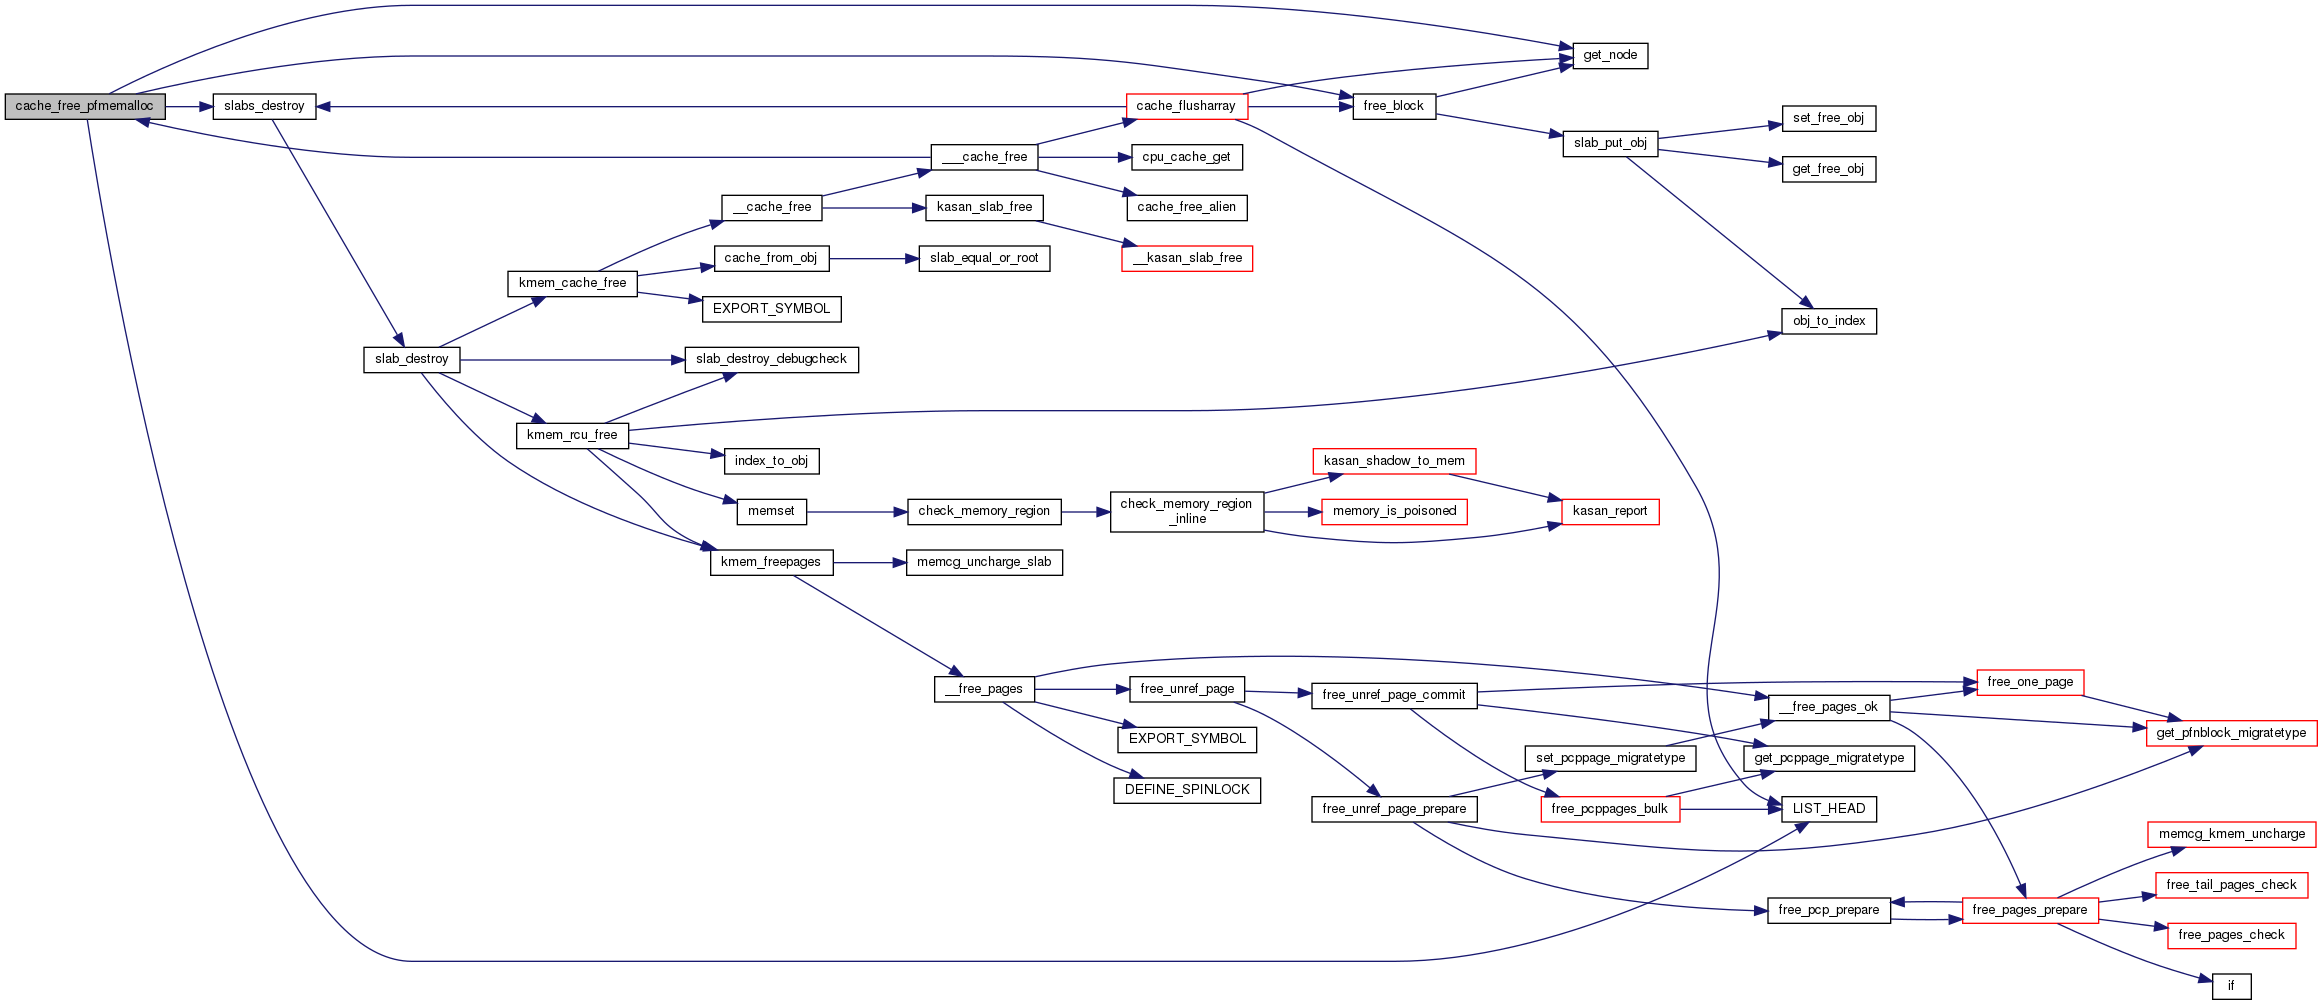 get_node
cache_free_pfmemalloc
slabs_destroy
cache_flusharray
free_block
set_free_obj
slab_put_obj
___cache_free
cpu_cache_get
get_free_obj
__cache_free
kasan_slab_free
cache_free_alien
cache_from_obj
slab_equal_or_root
__kasan_slab_free
kmem_cache_free
EXPORT_SYMBOL
obj_to_index
slab_destroy
slab_destroy_debugcheck
kmem_rcu_free
index_to_obj
kasan_shadow_to_mem
memset
check_memory_region
check_memory_region
_inline
memory_is_poisoned
kasan_report
kmem_freepages
memcg_uncharge_slab
__free_pages
free_unref_page
free_unref_page_commit
free_one_page
__free_pages_ok
EXPORT_SYMBOL
get_pfnblock_migratetype
set_pcppage_migratetype
get_pcppage_migratetype
DEFINE_SPINLOCK
free_unref_page_prepare
free_pcppages_bulk
LIST_HEAD
memcg_kmem_uncharge
free_tail_pages_check
free_pcp_prepare
free_pages_prepare
free_pages_check
if